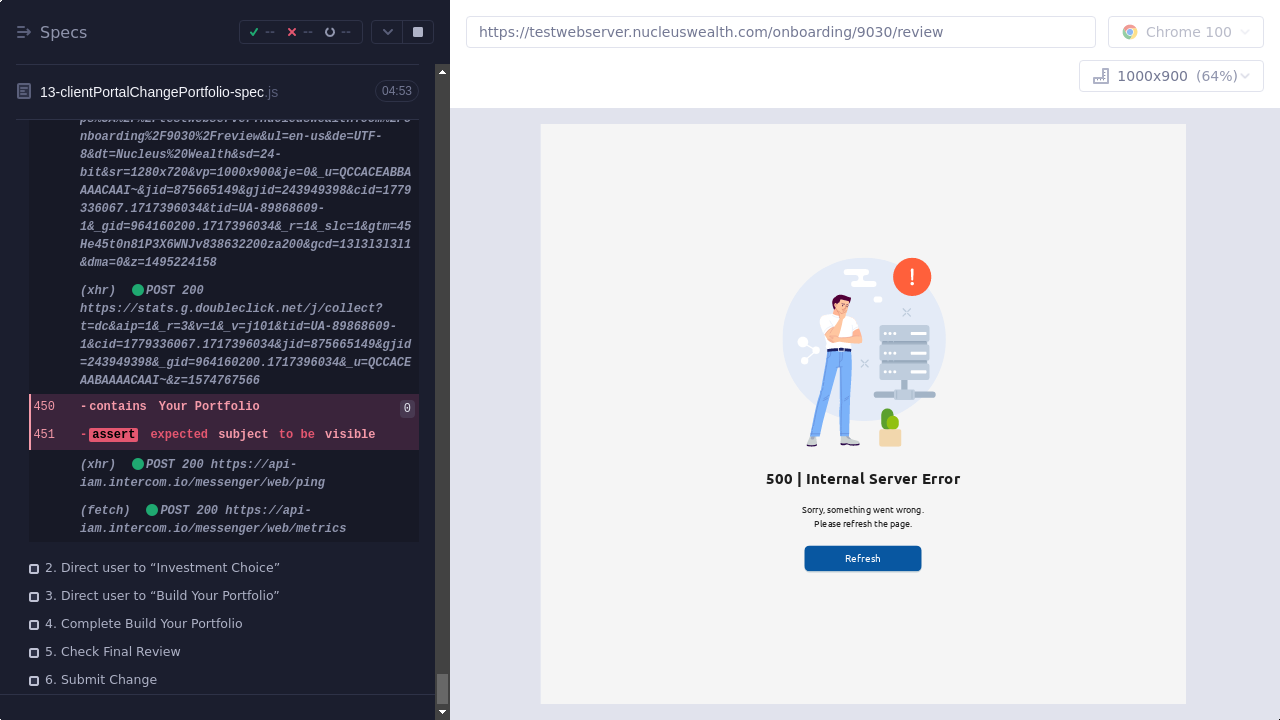 Specs
--
--
--
13-clientPortalChangePortfolio-spec.js
04:53
nboarding%2F9030%2Freview&ul=en-us&de=UTF-
8&dt=Nucleus%20Wealth&sd=24-
bit&sr=1280x720&vp=1000x900&je=0&_u=QCCACEABBA
AAACAAI~&jid=875665149&gjid=243949398&cid=1779
336067.1717396034&tid=UA-89868609-
1&_gid=964160200.1717396034&_r=1&_slc=1&gtm=45
He45t0n81P3X6WNJv838632200za200&gcd=13l3l3l3l1
&dma=0&z=1495224158
(xhr) POST 200
https://stats.g.doubleclick.net/j/collect?
t=dc&aip=1&_r=3&v=1&_v=j101&tid=UA-89868609-
1&cid=1779336067.1717396034&jid=875665149&gjid
=243949398&_gid=964160200.1717396034&_u=QCCACE
AABAAAACAAI~&z=1574767566
450 -contains Your Portfolio 0
451 -assert expected subject to be visible
(xhr) POST 200 https://api-
iam.intercom.io/messenger/web/ping
(fetch) POST 200 https://api-
iam.intercom.io/messenger/web/metrics
2. Direct user to “Investment Choice”
3. Direct user to “Build Your Portfolio”
4. Complete Build Your Portfolio
5. Check Final Review
6. Submit Change
https://testwebserver.nucleuswealth.com/onboarding/9030/review
Chrome 100
1000x900 (64%)
!
500 | Internal Server Error
Sorry, something went wrong.
Please refresh the page.
Refresh